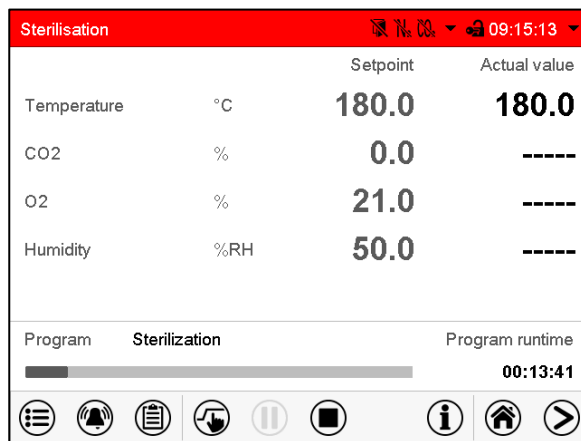 Sterilisation 09:15:13
Setpoint Actual value
Temperature °C 180.0 180.0
CO2 % 0.0 -----
O2 % 21.0 -----
Humidity %RH 50.0 -----
Program Sterilization Program runtime
00:13:41